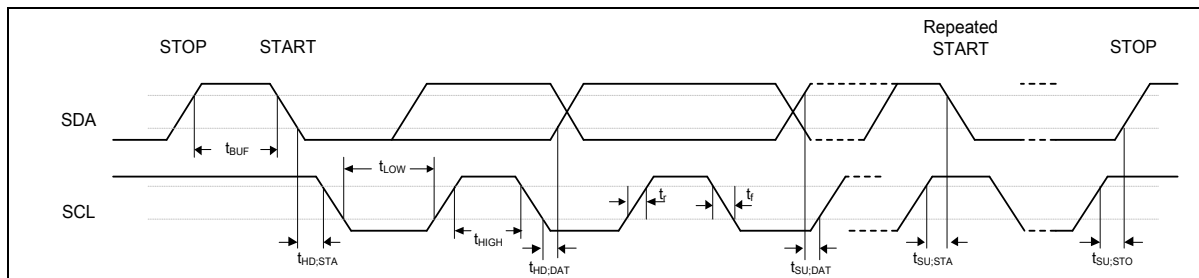 STOP
START
Repeated
START
STOP
SDA
tBUF
tLOW
SCL
tr
tf
tHIGH
tHD;STA
tHD;DAT
tSU;DAT
tSU;STA
tSU;STO